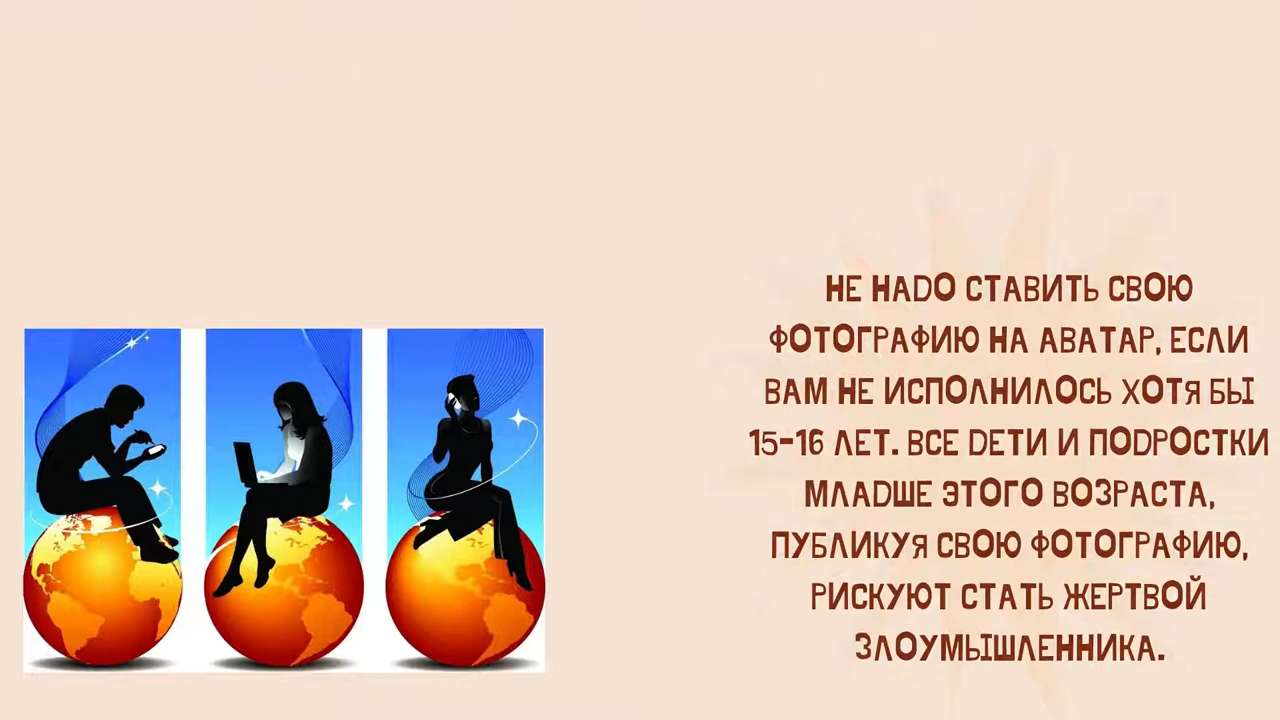 НЕ НАДО СТАВИТЬ СВОЮ
ФОТОГРАФИЮ НА АВАТАР, ЕСЛИ
ВАМ НЕ ИСПОЛНИЛОСЬ ХОТЯ БЫ
15-16 ЛЕТ. ВСЕ ДЕТИ И ПОДРОСТКИ
МЛАДШЕ ЭТОГО ВОЗРАСТА,
ПУБЛИКУЯ СВОЮ ФОТОГРАФИЮ,
РИСКУЮТ СТАТЬ ЖЕРТВОЙ
ЗЛОУМЫШЛЕННИКА.